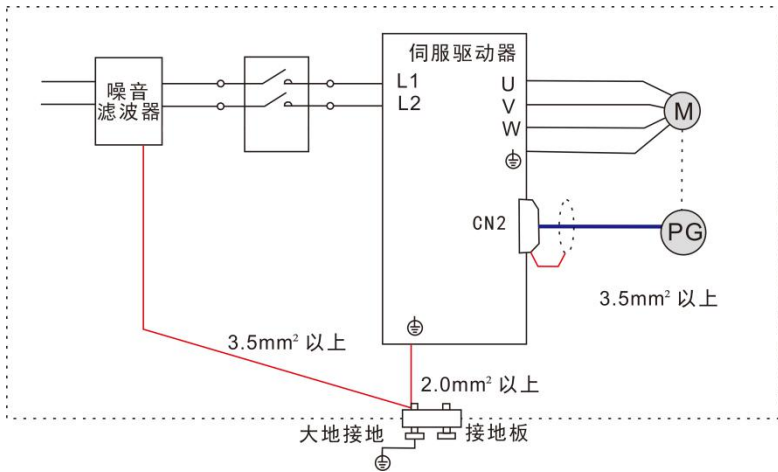 伺服驱动器
噪音
滤波器
L1
L2
U
V
W
M
CN2
PG
3.5mm² 以上
3.5mm² 以上
2.0mm² 以上
大地接地
接地板